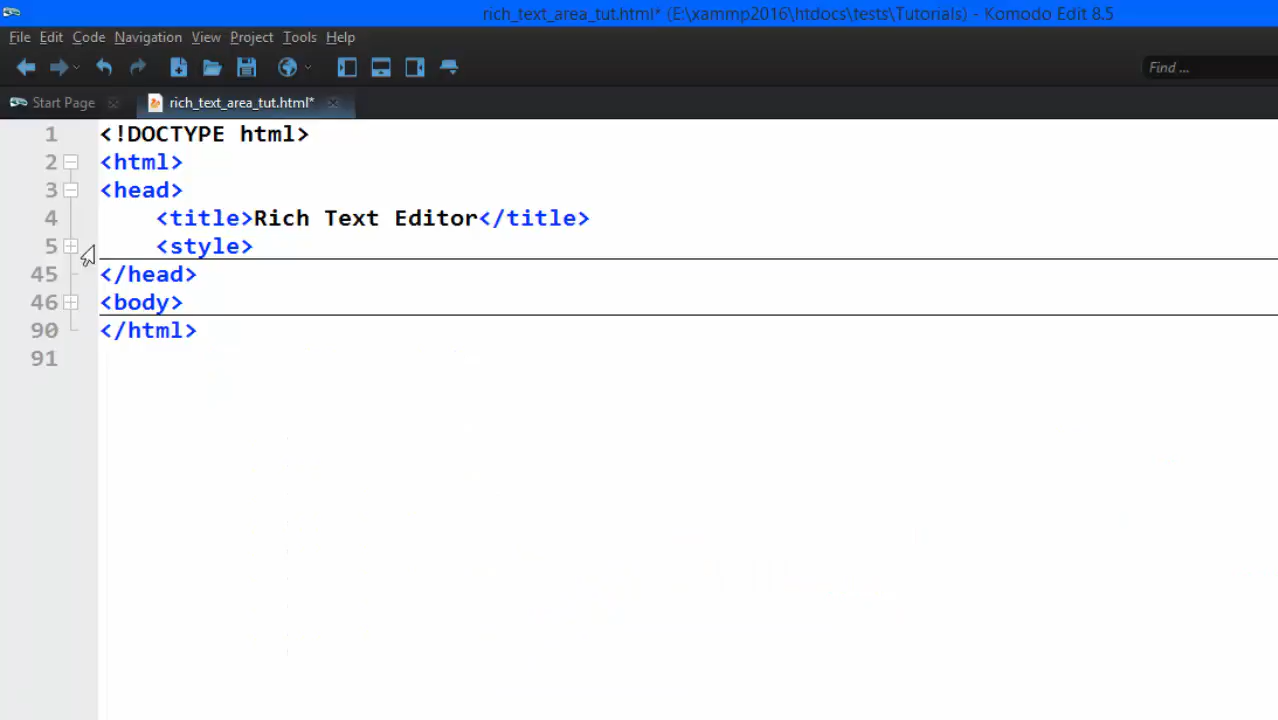 rich_text_area_tut.html* (E:\xammp2016\htdocs\tests\Tutorials) - Komodo Edit 8.5
File Edit Code Navigation View Project Tools Help
Find ...
Start Page rich_text_area_tut.html*
1 <!DOCTYPE html>
2 <html>
3 <head>
4 <title>Rich Text Editor</title>
5 <style>
45 </head>
46 <body>
90 </html>
91